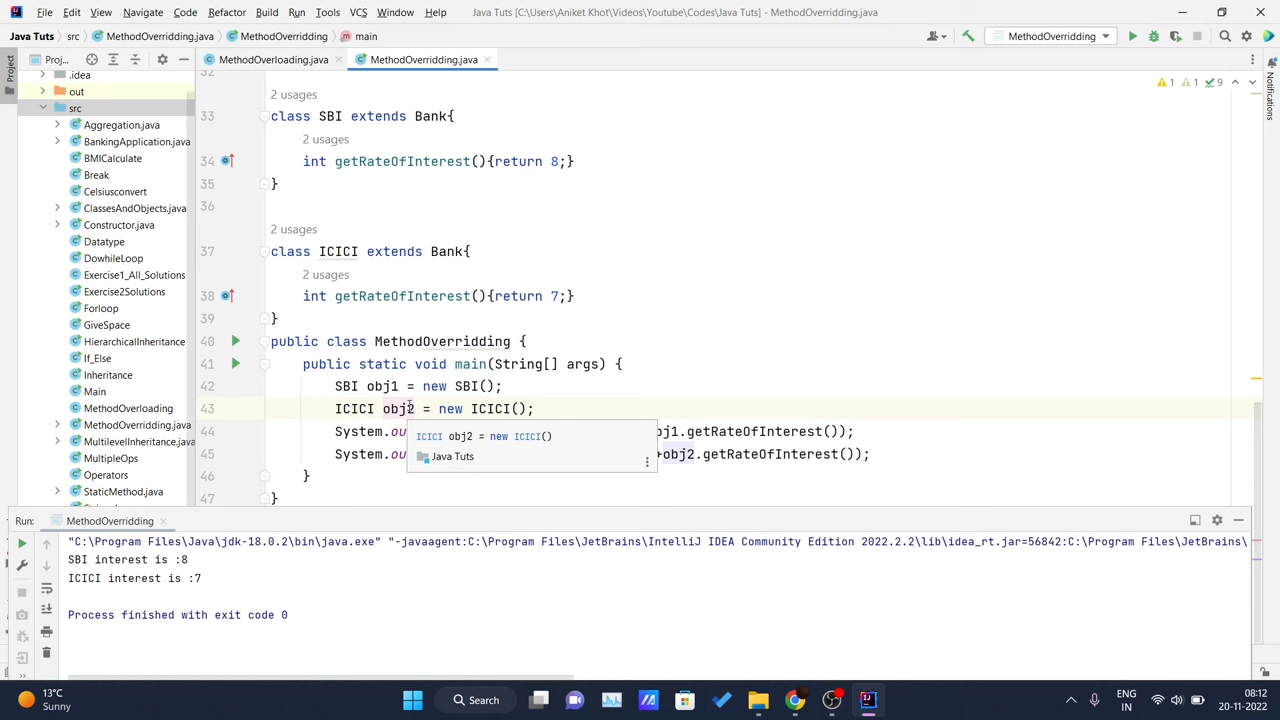 File Edit View Navigate Code Refactor Build Run Tools VCS Window Help Java Tuts [C:\Users\Aniket Khot\Videos\Youtube\Codes\Java Tuts] - MethodOverridding.java
Java Tuts src MethodOverridding.java MethodOverridding main MethodOverridding
Project
Proj...
MethodOverloading.java MethodOverridding.java
Notifications
.idea
out
src
Aggregation.java
BankingApplication.java
BMICalculate
Break
Celsiusconvert
ClassesAndObjects.java
Constructor.java
Datatype
DowhileLoop
Exercise1_All_Solutions
Exercise2Solutions
Forloop
GiveSpace
HierarchicalInheritance
If_Else
Inheritance
Main
MethodOverloading
MethodOverridding.java
MultilevelInheritance.java
MultipleOps
Operators
StaticMethod.java
1 1 9
32
2 usages
33 class SBI extends Bank{
2 usages
34 int getRateOfInterest(){return 8;}
35 }
36
2 usages
37 class ICICI extends Bank{
2 usages
38 int getRateOfInterest(){return 7;}
39 }
40 public class MethodOverridding {
41 public static void main(String[] args) {
42 SBI obj1 = new SBI();
43 ICICI obj2 = new ICICI();
44 System.ou bj1.getRateOfInterest());
45 System.ou +obj2.getRateOfInterest());
46 }
47 }
ICICI obj2 = new ICICI()
Java Tuts
Run: MethodOverridding
"C:\Program Files\Java\jdk-18.0.2\bin\java.exe" "-javaagent:C:\Program Files\JetBrains\IntelliJ IDEA Community Edition 2022.2.2\lib\idea_rt.jar=56842:C:\Program Files\JetBrains\
SBI interest is :8
ICICI interest is :7
Process finished with exit code 0
13°C
Sunny
Search
ENG
IN
08:12
20-11-2022